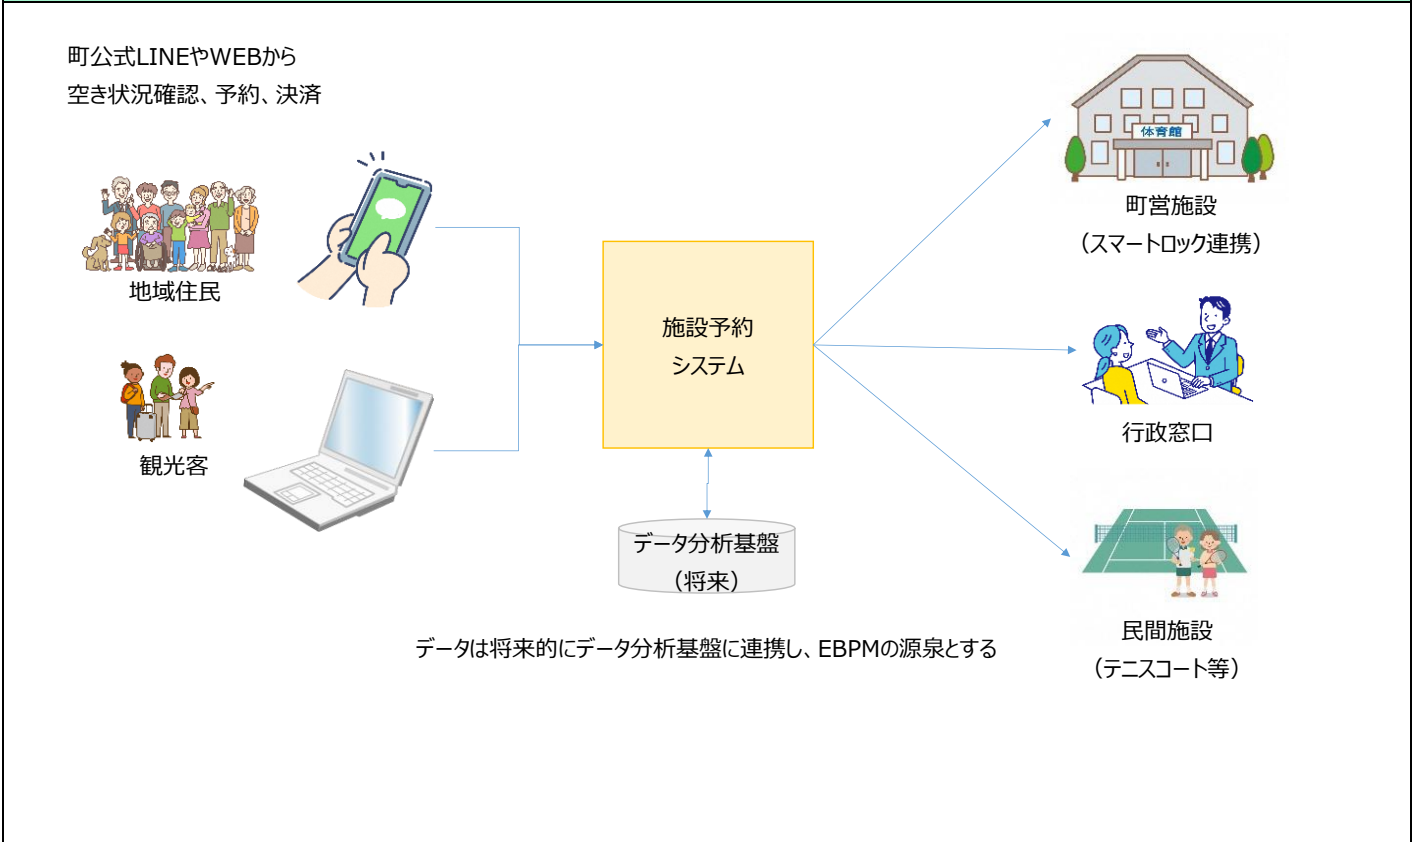 町公式LINEやWEBから
空き状況確認、予約、決済
地域住民
観光客
施設予約
システム
データ分析基盤
（将来）
データは将来的にデータ分析基盤に連携し、EBPMの源泉とする
体育館
町営施設
（スマートロック連携）
行政窓口
民間施設
（テニスコート等）